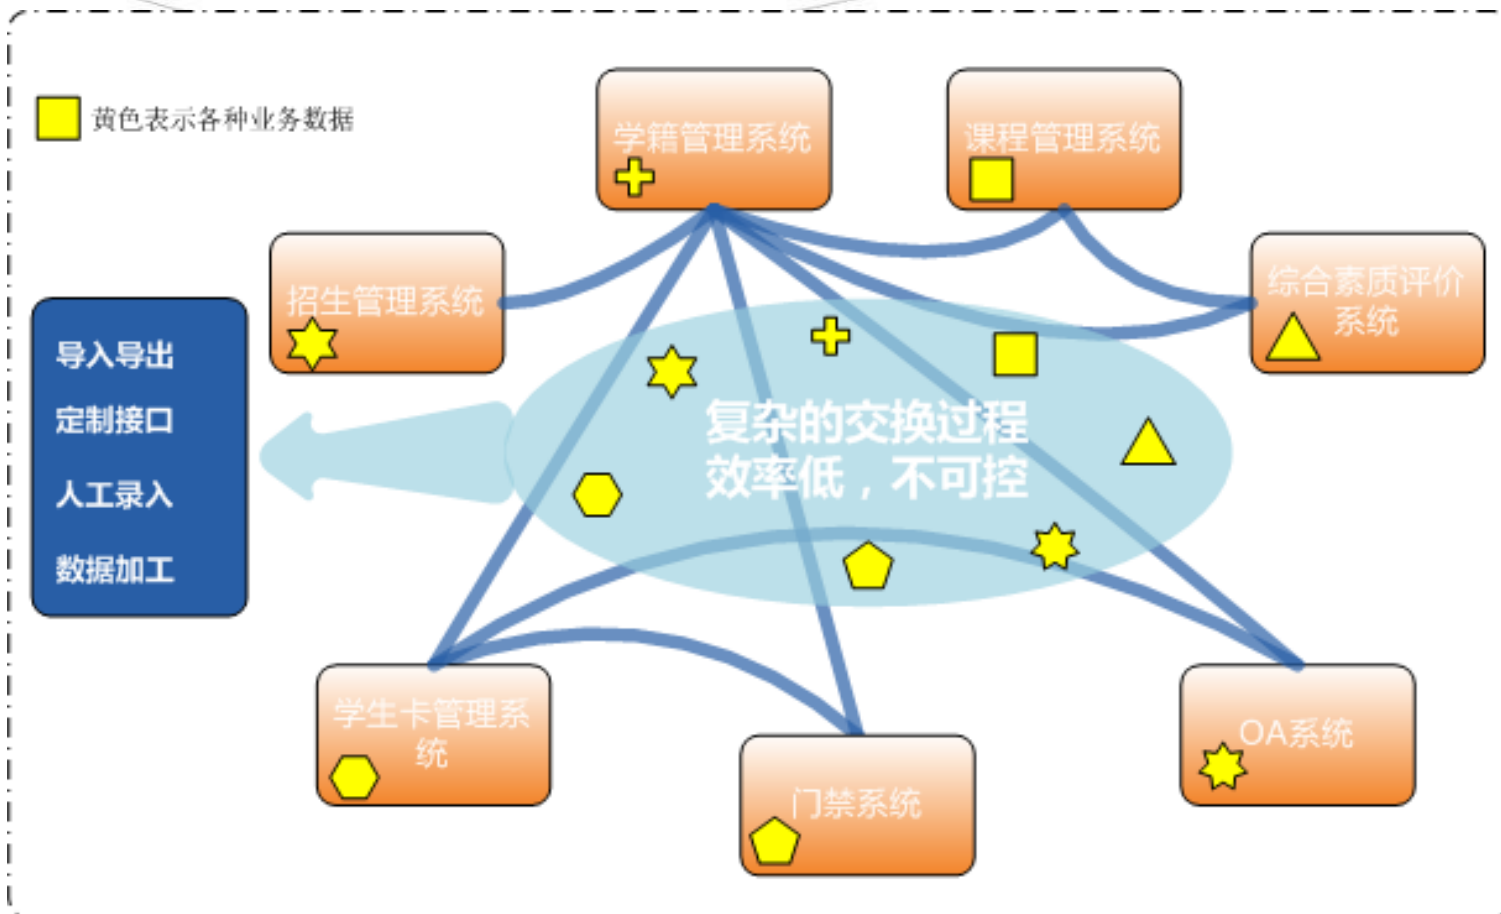 黄色表示各种业务数据
学籍管理系统
课程管理系统
招生管理系统
综合素质评价
系统
导入导出
定制接口
人工录入
数据加工
复杂的交换过程
效率低，不可控
学生卡管理系
统
门禁系统
OA系统